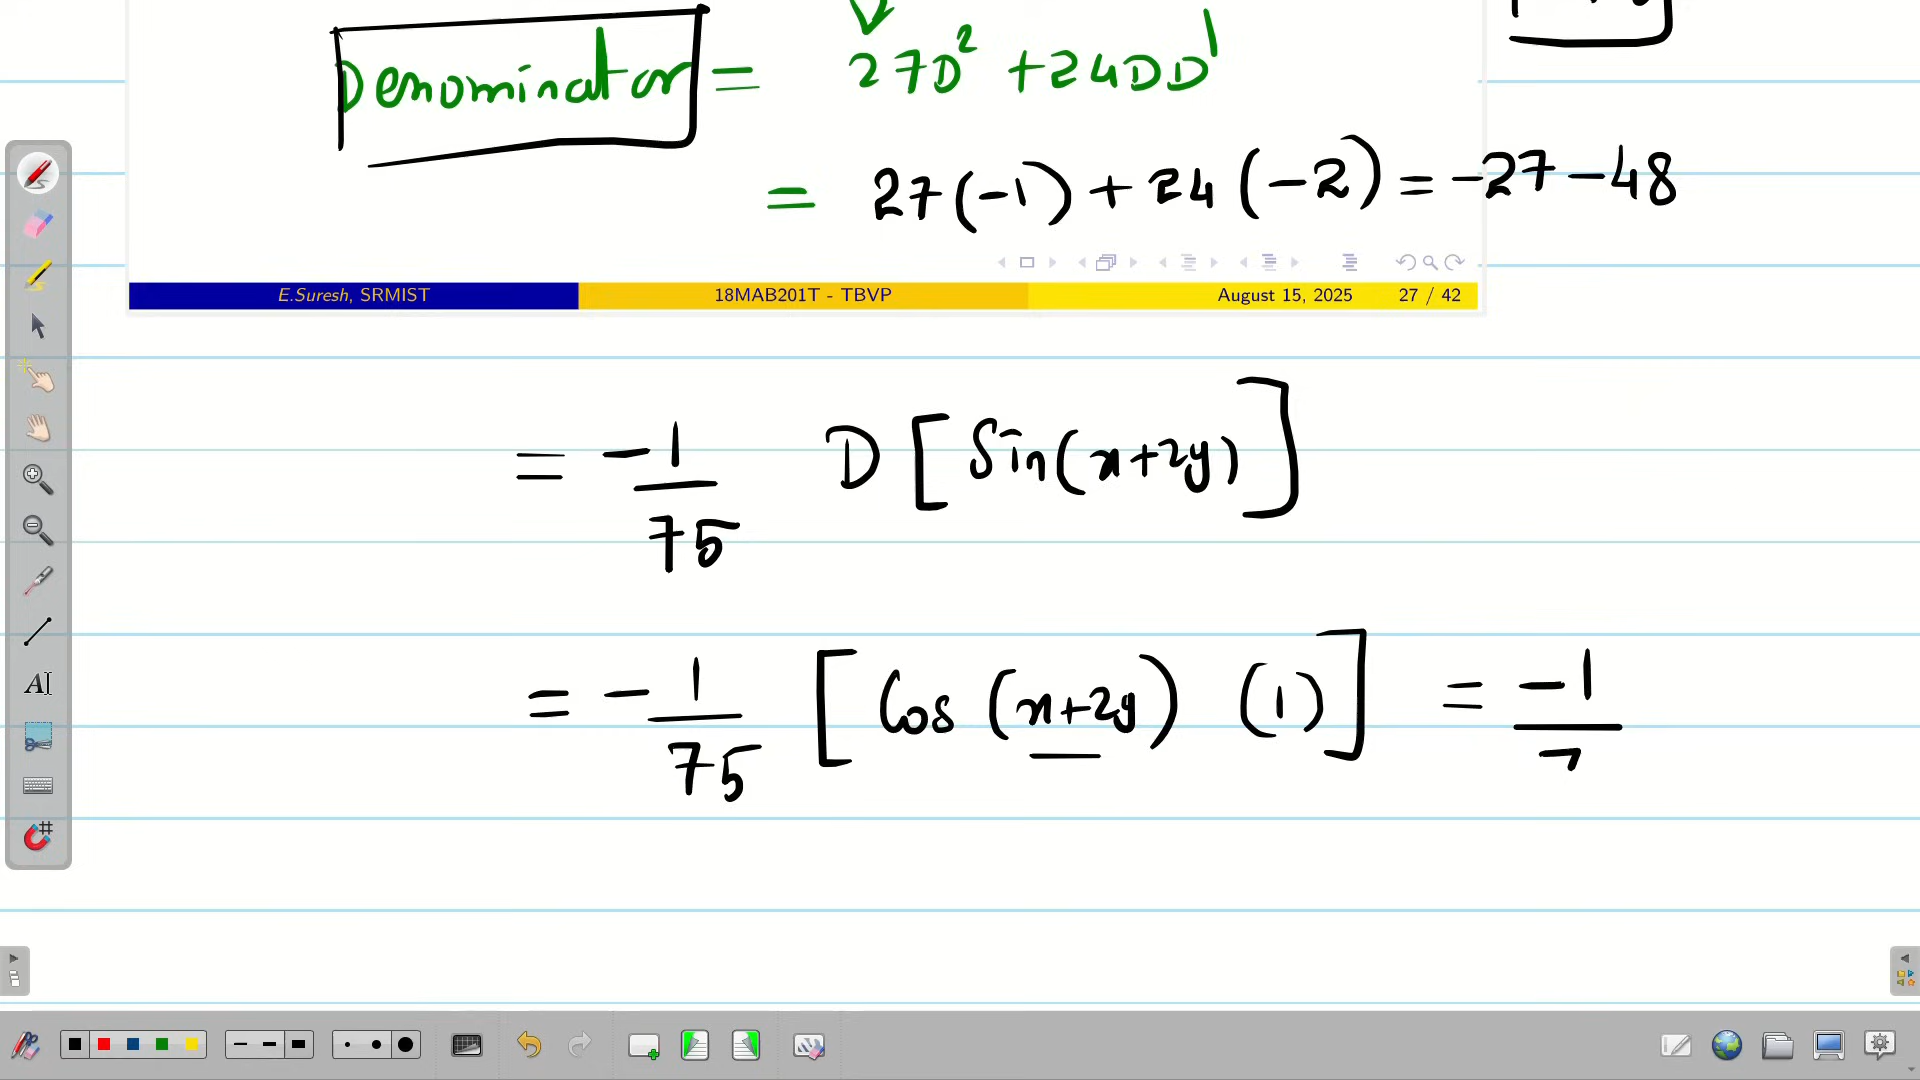 Denominator = 27D² + 24DD'
= 27(-1) + 24(-2) = -27 - 48
E.Suresh, SRMIST 18MAB201T - TBVP August 15, 2025 27 / 42
= -1/75 D[Sin(x+2y)]
= -1/75 [Cos(x+2y) (1)] = -1/7